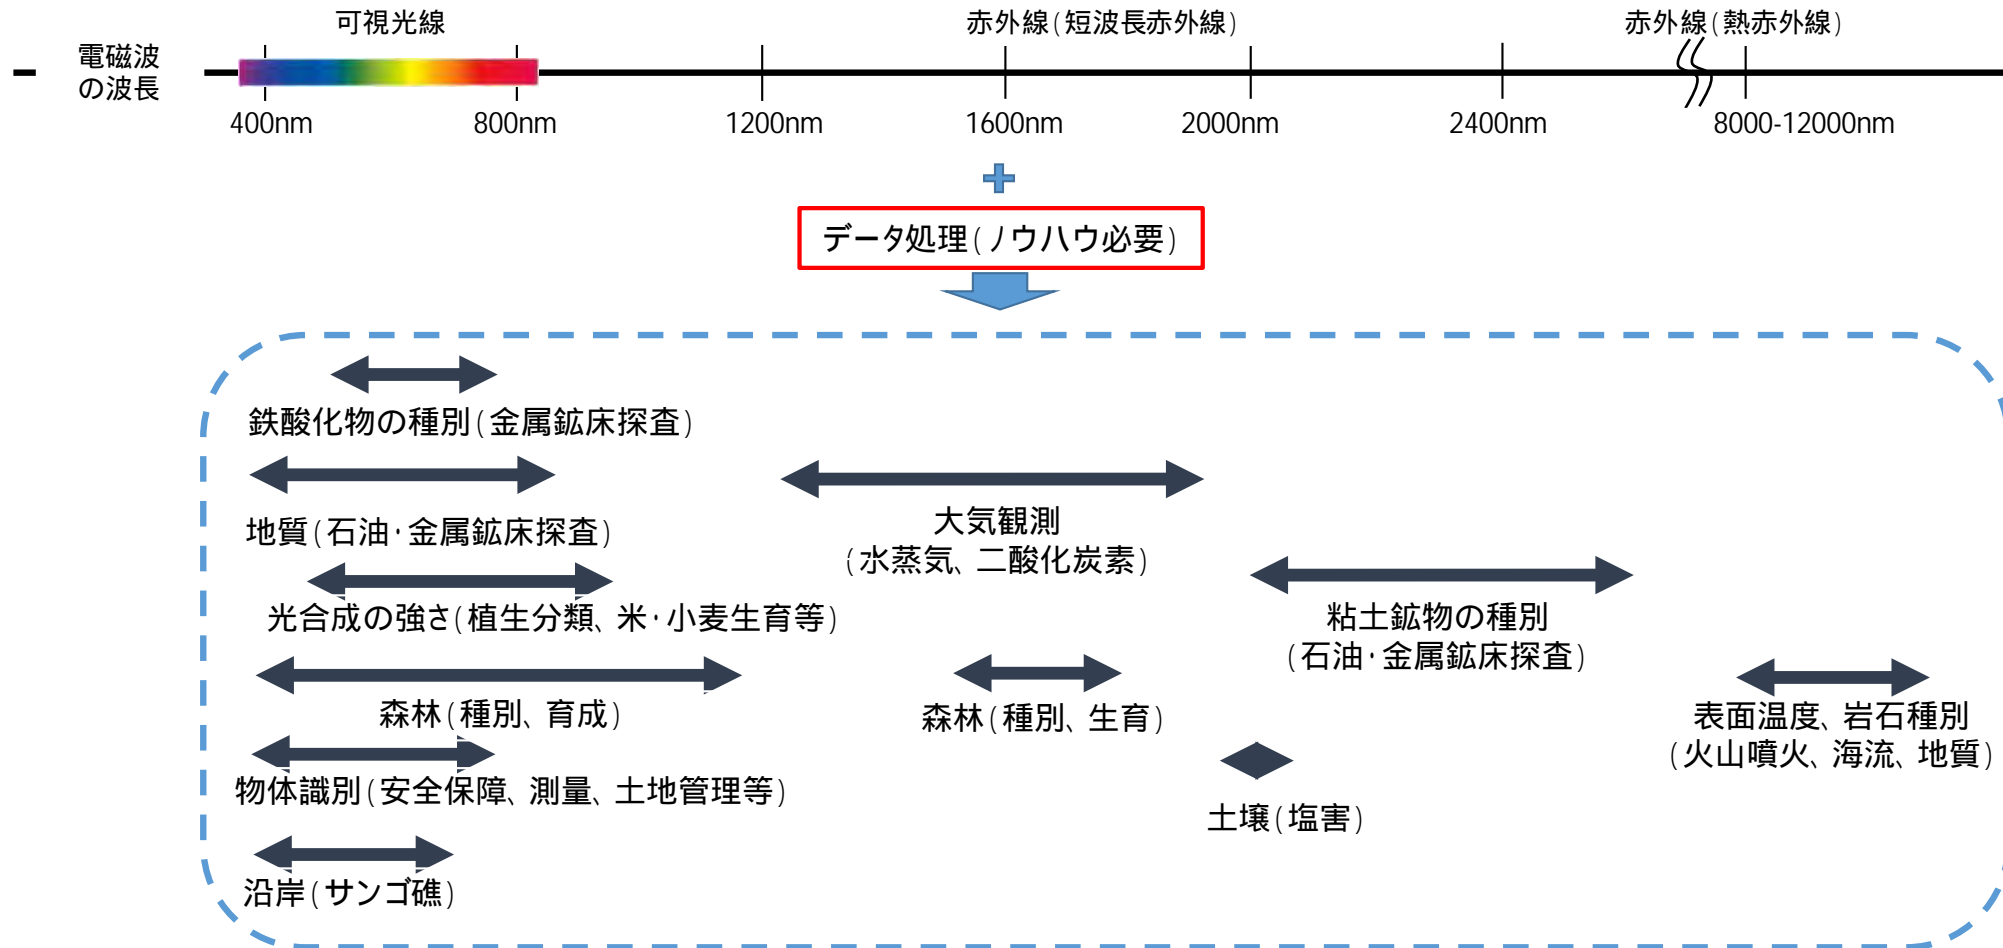 可視光線
赤外線(短波長赤外線)
赤外線(熱赤外線)
電磁波
の波長
400nm
800nm
1200nm
1600nm
2000nm
2400nm
8000-12000nm
データ処理(ノウハウ必要)
鉄酸化物の種別(金属鉱床探査)
地質(石油・金属鉱床探査)
大気観測
(水蒸気、二酸化炭素)
光合成の強さ(植生分類、米・小麦生育等)
粘土鉱物の種別
(石油・金属鉱床探査)
森林(種別、育成)
森林(種別、生育)
表面温度、岩石種別
(火山噴火、海流、地質)
物体識別(安全保障、測量、土地管理等)
土壌(塩害)
沿岸(サンゴ礁)